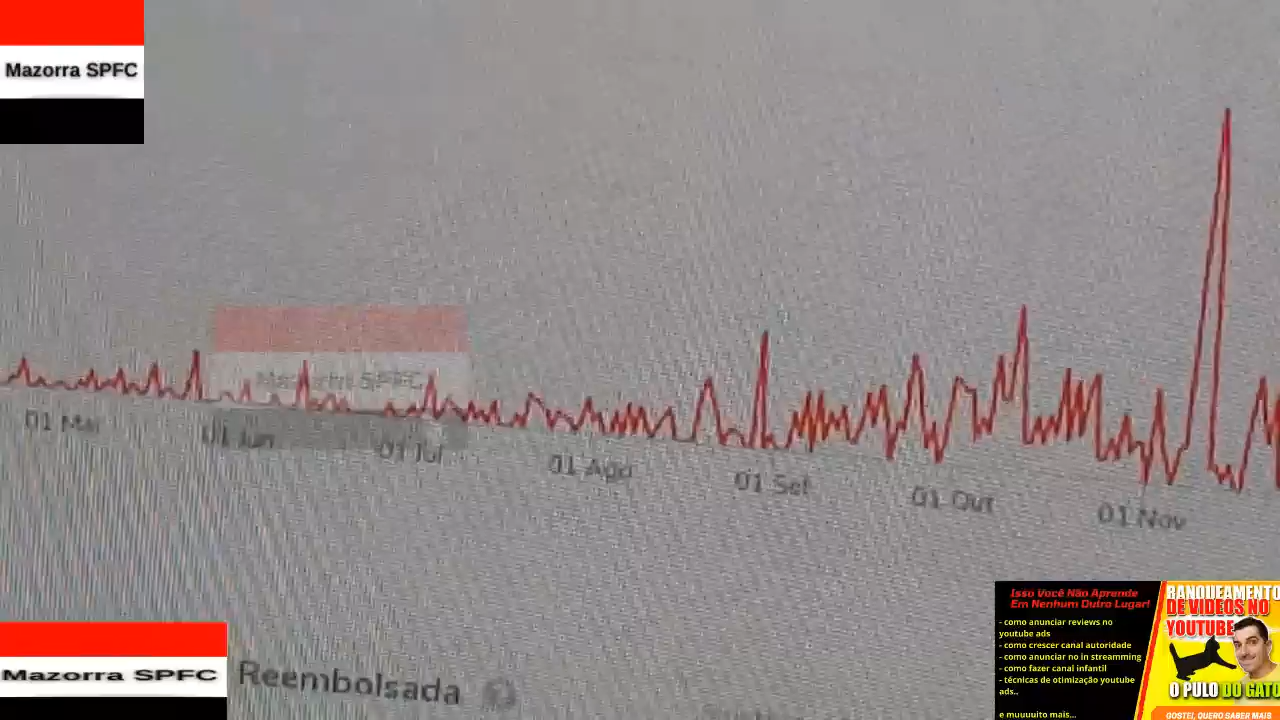 Mazorra SPFC
Mazorra SPFC
01 Mai
01 Jun
01 Jul
01 Ago
01 Set
01 Out
01 Nov
Isso Você Não Aprende
Em Nenhum Outro Lugar!
- como anunciar reviews no
youtube ads
- como crescer canal autoridade
- como anunciar no in streamming
- como fazer canal infantil
- técnicas de otimização youtube
ads..
e muuuuito mais...
RANQUEAMENTO
DE VÍDEOS NO
YOUTUBE
O PULO DO GATO
GOSTEI, QUERO SABER MAIS
Mazorra SPFC
Reembolsada